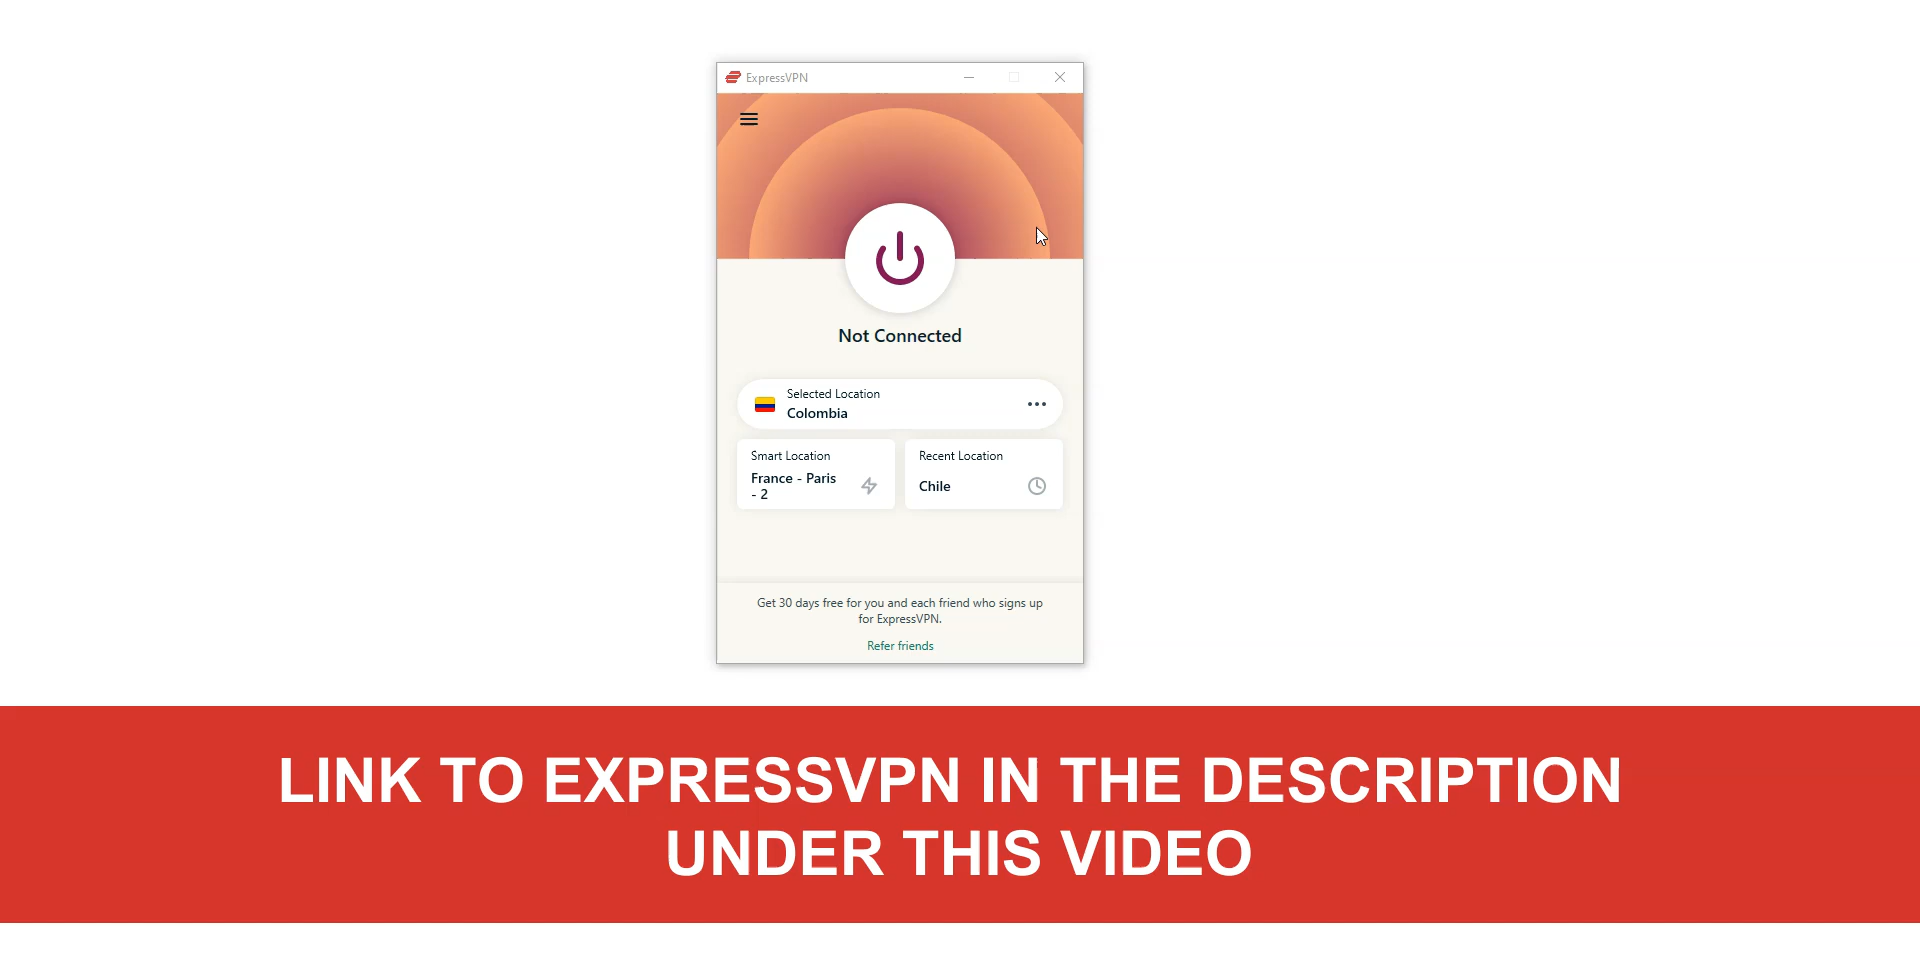 ExpressVPN
Not Connected
Selected Location
Colombia
Smart Location
France - Paris
- 2
Recent Location
Chile
Get 30 days free for you and each friend who signs up
for ExpressVPN.
Refer friends
LINK TO EXPRESSVPN IN THE DESCRIPTION
UNDER THIS VIDEO